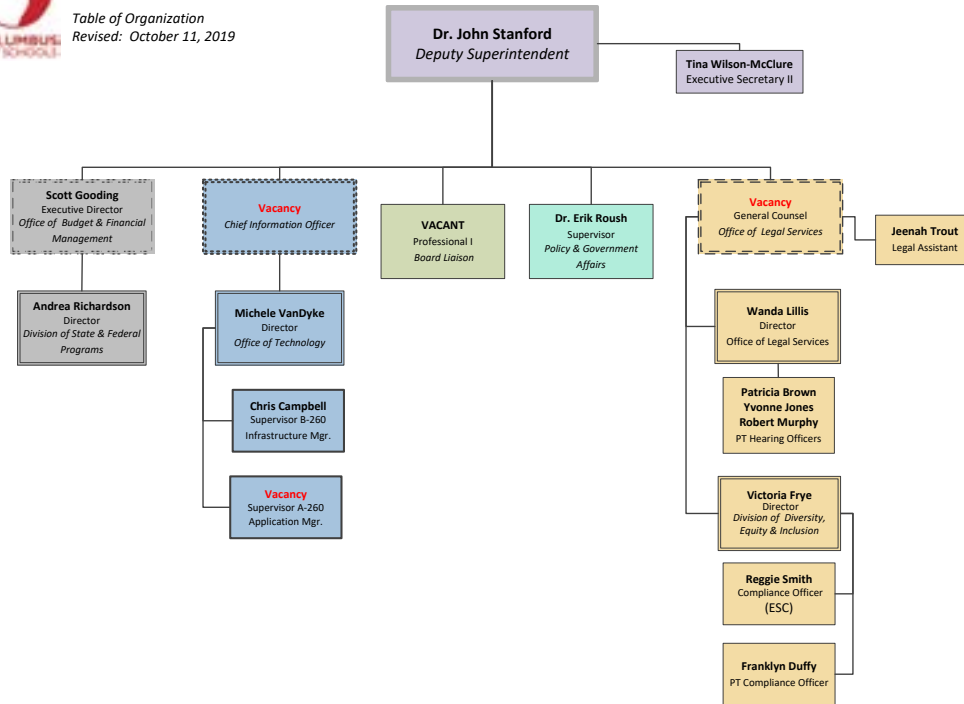 Table of Organization
Revised: October 11, 2019
SCHOOLS
Dr. John Stanford
Deputy Superintendent
Tina Wilson-McClure
Executive Secretary II
Scott Gooding
Executive Director
Office of Budget & Financial
Management
Vacancy
Chief Information Officer
VACANT
Professional I
Board Liaison
Dr. Erik Roush
Supervisor
Policy & Government
Affairs
Vacancy
General Counsel
Office of Legal Services
Jeenah Trout
Legal Assistant
Andrea Richardson
Director
Division of State & Federal
Programs
Michele VanDyke
Director
Office of Technology
Wanda Lillis
Director
Office of Legal Services
Chris Campbell
Supervisor B-260
Infrastructure Mgr.
Patricia Brown
Yvonne Jones
Robert Murphy
PT Hearing Officers
Vacancy
Supervisor A-260
Application Mgr.
Victoria Frye
Director
Division of Diversity,
Equity & Inclusion
Reggie Smith
Compliance Officer
(ESC)
Franklyn Duffy
PT Compliance Officer